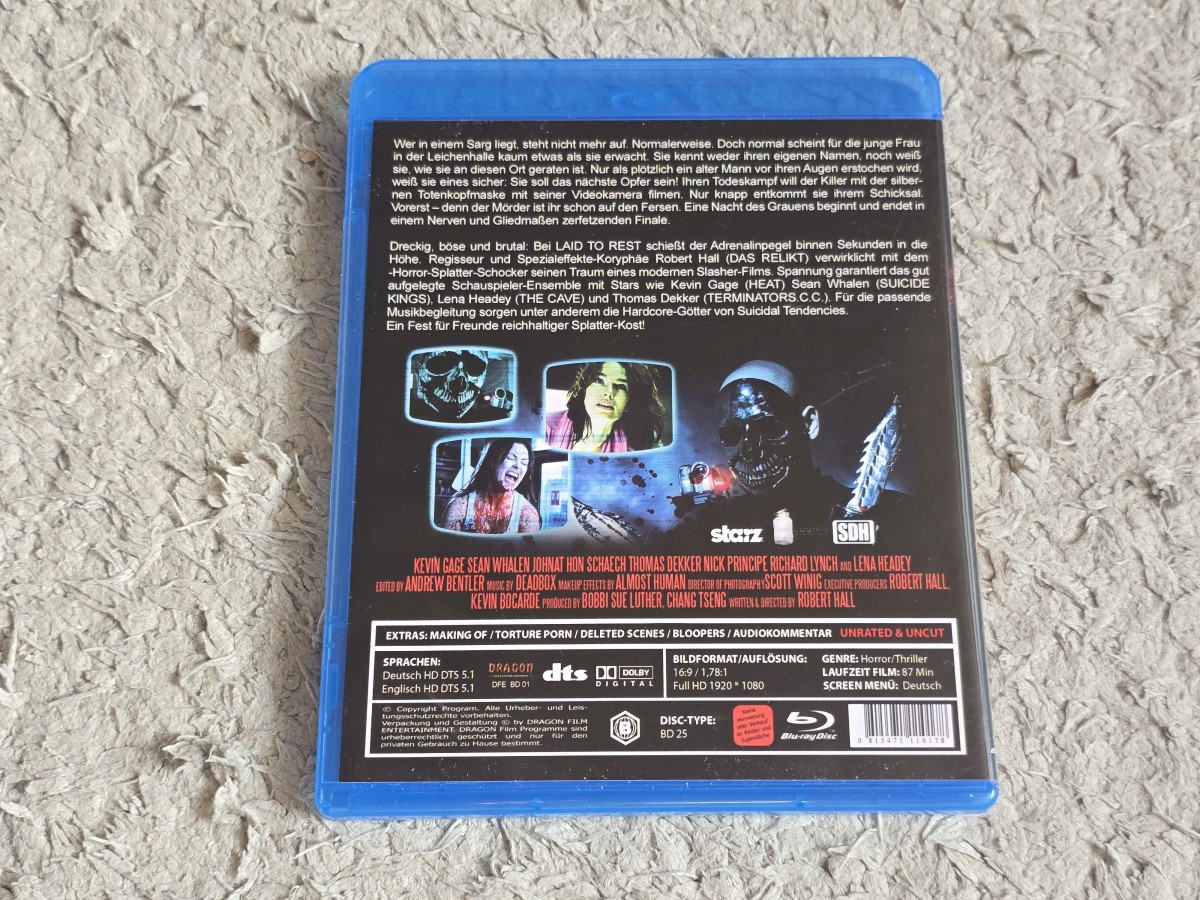 Wer in einem Sarg liegt, steht nicht mehr auf. Normalerweise. Doch normal scheint für die junge Frau
in der Leichenhalle kaum etwas als sie erwacht. Sie kennt weder ihren eigenen Namen, noch weiß
sie, wie sie an diesen Ort geraten ist. Nur als plötzlich ein alter Mann vor ihren Augen erstochen wird,
weiß sie eines sicher: Sie soll das nächste Opfer sein! Ihren Todeskampf will der Killer mit der silber-
nen Totenkopfmaske mit seiner Videokamera filmen. Nur knapp entkommt sie ihrem Schicksal.
Vorerst – denn der Mörder ist ihr schon auf den Fersen. Eine Nacht des Grauens beginnt und endet in
einem Nerven und Gliedmaßen zerfetzenden Finale.
Dreckig, böse und brutal: Bei LAID TO REST schießt der Adrenalinpegel binnen Sekunden in die
Höhe. Regisseur und Spezialeffekte-Koryphäe Robert Hall (DAS RELIKT) verwirklicht mit dem
-Horror-Splatter-Schocker seinen Traum eines modernen Slasher-Films. Spannung garantiert das gut
aufgelegte Schauspieler-Ensemble mit Stars wie Kevin Gage (HEAT) Sean Whalen (SUICIDE
KINGS), Lena Headey (THE CAVE) und Thomas Dekker (TERMINATORS.C.C.). Für die passende
Musikbegleitung sorgen unter anderem die Hardcore-Götter von Suicidal Tendencies.
Ein Fest für Freunde reichhaltiger Splatter-Kost!
starz SDH
KEVIN GAGE SEAN WHALEN JOHNAT HON SCHAECH THOMAS DEKKER NICK PRINCIPE RICHARD LYNCH AND LENA HEADEY
EDITED BY ANDREW BENTLER MUSIC BY DEADBOX MAKEUP EFFECTS BY ALMOST HUMAN DIRECTOR OF PHOTOGRAPHY SCOTT WINIG EXECUTIVE PRODUCERS ROBERT HALL,
KEVIN BOCARDE PRODUCED BY BOBBI SUE LUTHER, CHANG TSENG WRITTEN & DIRECTED BY ROBERT HALL
EXTRAS: MAKING OF / TORTURE PORN / DELETED SCENES / BLOOPERS / AUDIOKOMMENTAR UNRATED & UNCUT
SPRACHEN:
Deutsch HD DTS 5.1
Englisch HD DTS 5.1
DRAGON
DFE BD 01
dts
DOLBY
DIGITAL
BILDFORMAT/AUFLÖSUNG:
16:9 / 1,78:1
Full HD 1920 * 1080
GENRE: Horror/Thriller
LAUFZEIT FILM: 87 Min
SCREEN MENÜ: Deutsch
© Copyright Program. Alle Urheber- und Leis-
tungsschutzrechte vorbehalten.
Verpackung und Gestaltung © by DRAGON FILM
ENTERTAINMENT. DRAGON Film Programme sind
urheberrechtlich geschützt und nur für den
privaten Gebrauch zu Hause bestimmt.
B
DISC-TYPE:
BD 25
Keine
Vermietung
oder Verkauf
an Kinder und
Jugendliche
Blu-ray Disc
0 815471 110178